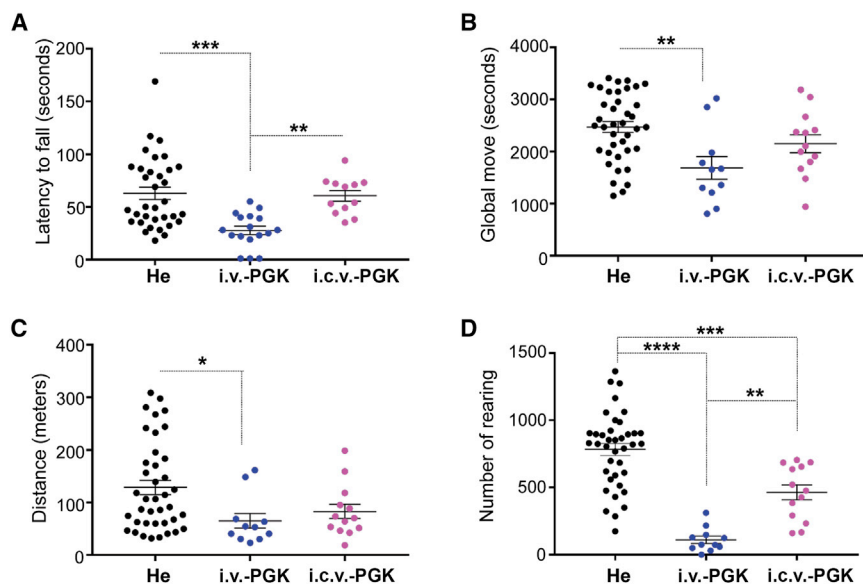 A
Latency to fall (seconds)
200
150
100
50
0
***
**
He
i.v.-PGK
i.c.v.-PGK
B
Global move (seconds)
4000
3000
2000
1000
0
**
He
i.v.-PGK
i.c.v.-PGK
C
Distance (meters)
400
300
200
100
0
*
He
i.v.-PGK
i.c.v.-PGK
D
Number of rearing
1500
1000
500
0
***
****
**
He
i.v.-PGK
i.c.v.-PGK